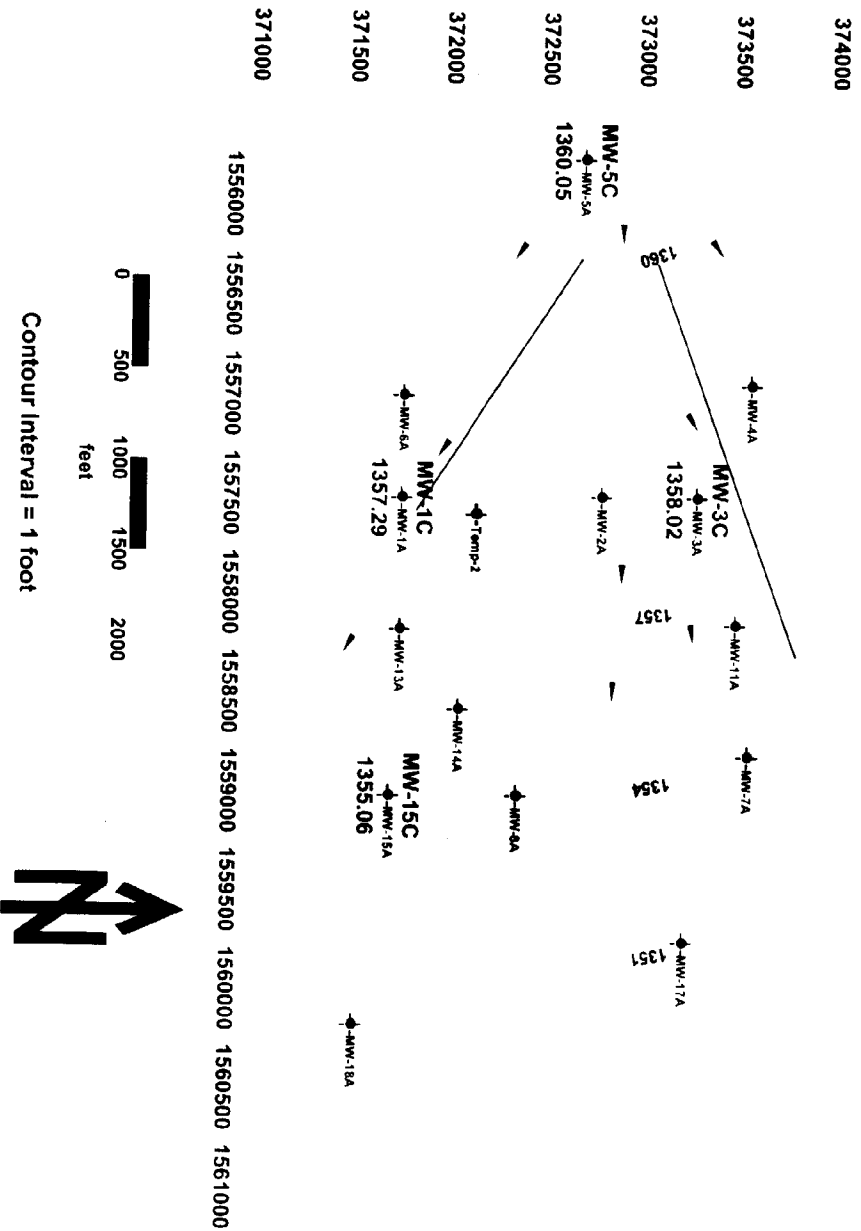 374000
373500
373000
372500
372000
371500
371000
MW-5C
MW-5A
1360.05
1360
MW-4A
MW-6A
MW-3C
MW-3A
1358.02
MW-2A
MW-1C
MW-1A
1357.29
Temp-2
1357
MW-11A
MW-13A
MW-14A
MW-7A
1354
MW-8A
MW-15C
MW-15A
1355.06
MW-17A
1351
MW-18A
1556000 1556500 1557000 1557500 1558000 1558500 1559000 1559500 1560000 1560500 1561000
0 500 1000 1500 2000
feet
Contour Interval = 1 foot
N